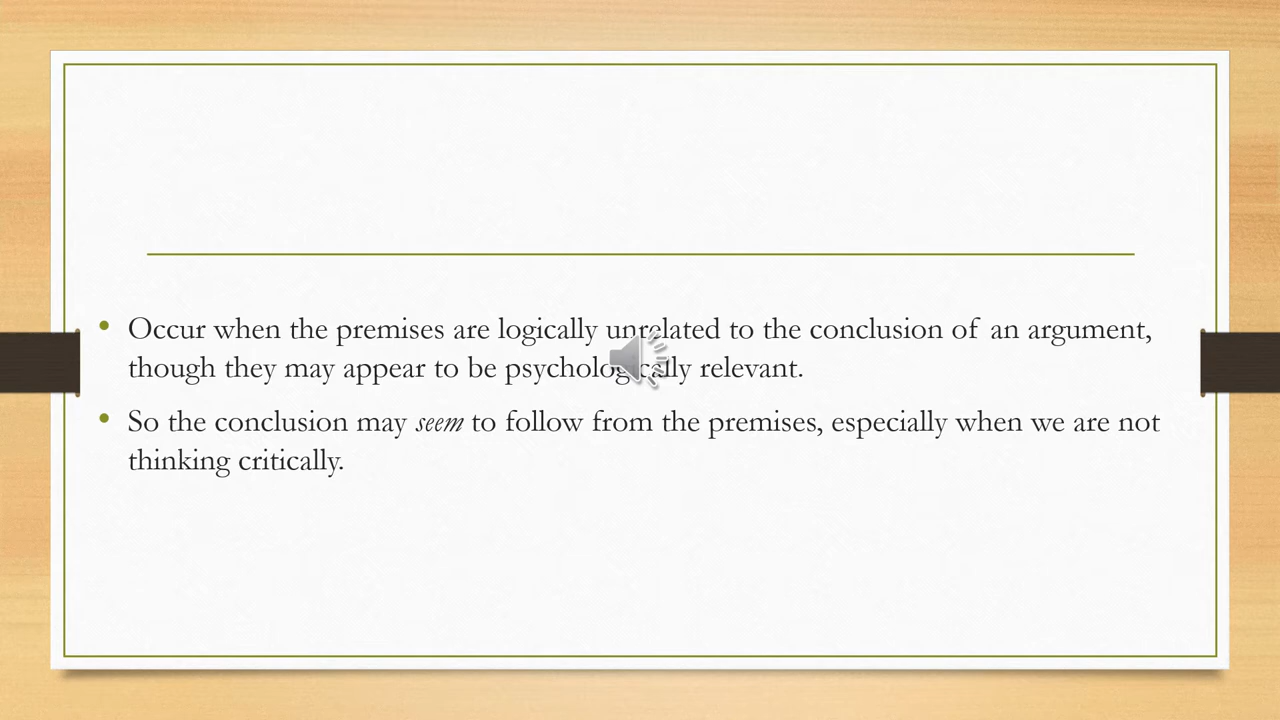 • Occur when the premises are logically unrelated to the conclusion of an argument,
though they may appear to be psychologically relevant.
• So the conclusion may seem to follow from the premises, especially when we are not
thinking critically.